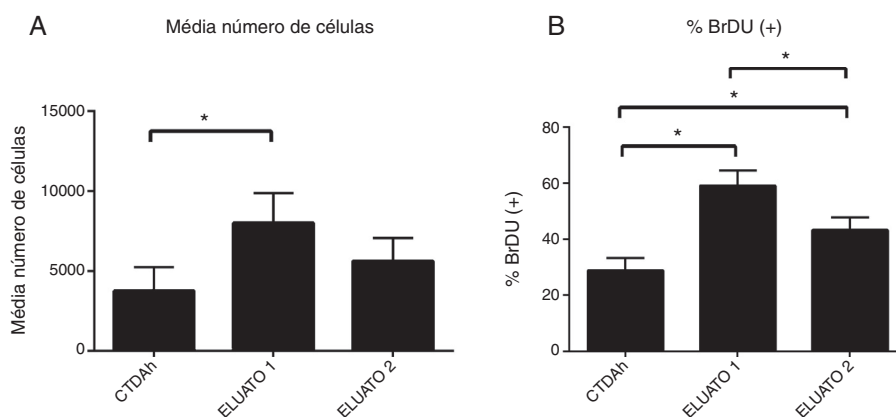 A
Média número de células
Média número de células
15000
10000
5000
0
*
CTDAh
ELUATO 1
ELUATO 2
B
% BrDU (+)
% BrDU (+)
80
60
40
20
0
*
*
*
CTDAh
ELUATO 1
ELUATO 2